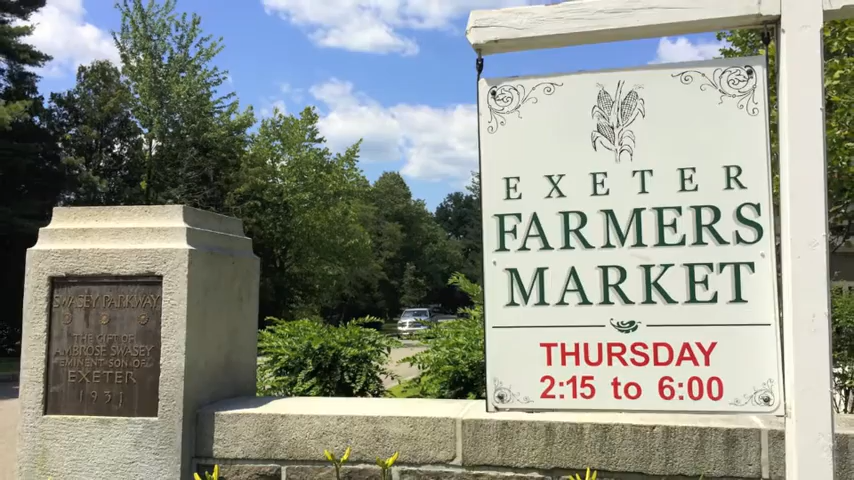 SWASEY PARKWAY
THE GIFT OF
AMBROSE SWASEY
EMINENT SON OF
EXETER
1931
EXETER
FARMERS
MARKET
THURSDAY
2:15 to 6:00